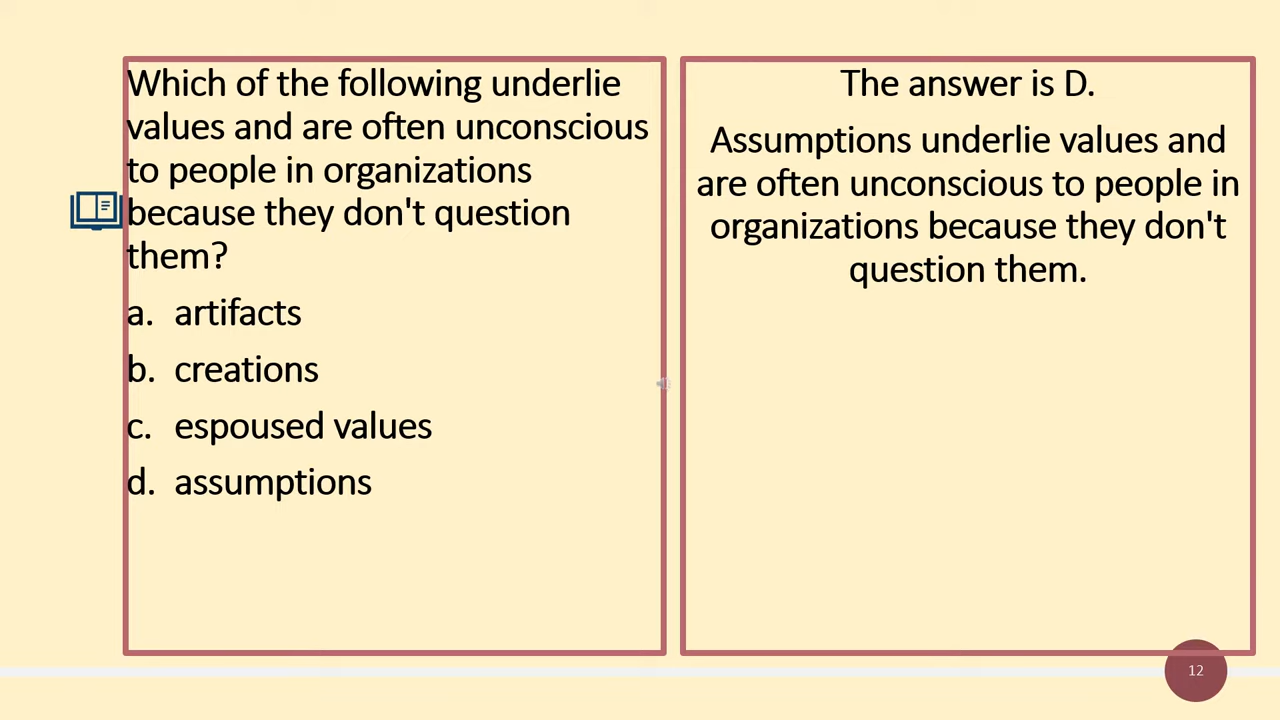 Which of the following underlie
values and are often unconscious
to people in organizations
because they don't question
them?
a. artifacts
b. creations
c. espoused values
d. assumptions
The answer is D.
Assumptions underlie values and
are often unconscious to people in
organizations because they don't
question them.
12